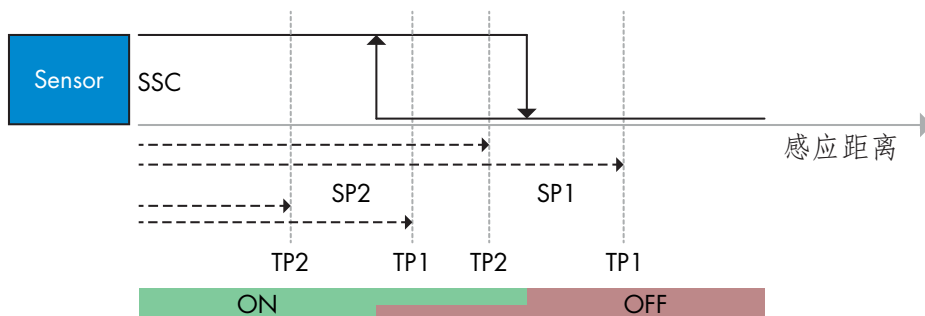 Sensor
SSC
感应距离
SP2 SP1
TP2 TP1 TP2 TP1
ON OFF